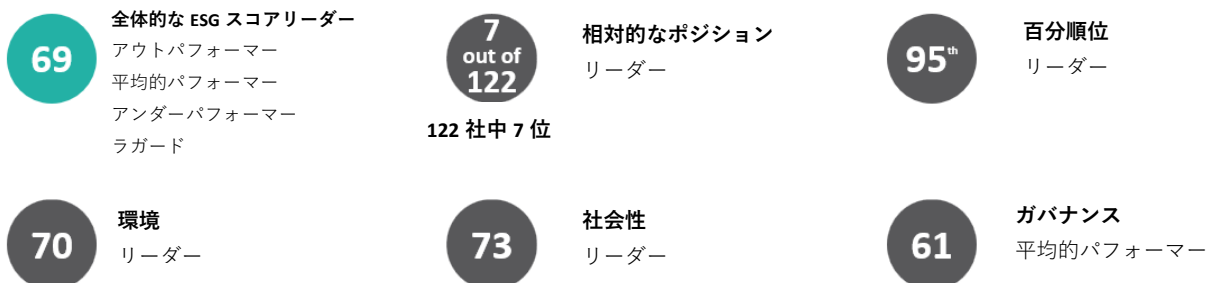 69
全体的な ESG スコアリーダー
アウトパフォーマー
平均的パフォーマー
アンダーパフォーマー
ラガード
7
out of
122
122 社中 7 位
相対的なポジション
リーダー
95th
百分順位
リーダー
70
環境
リーダー
73
社会性
リーダー
61
ガバナンス
平均的パフォーマー